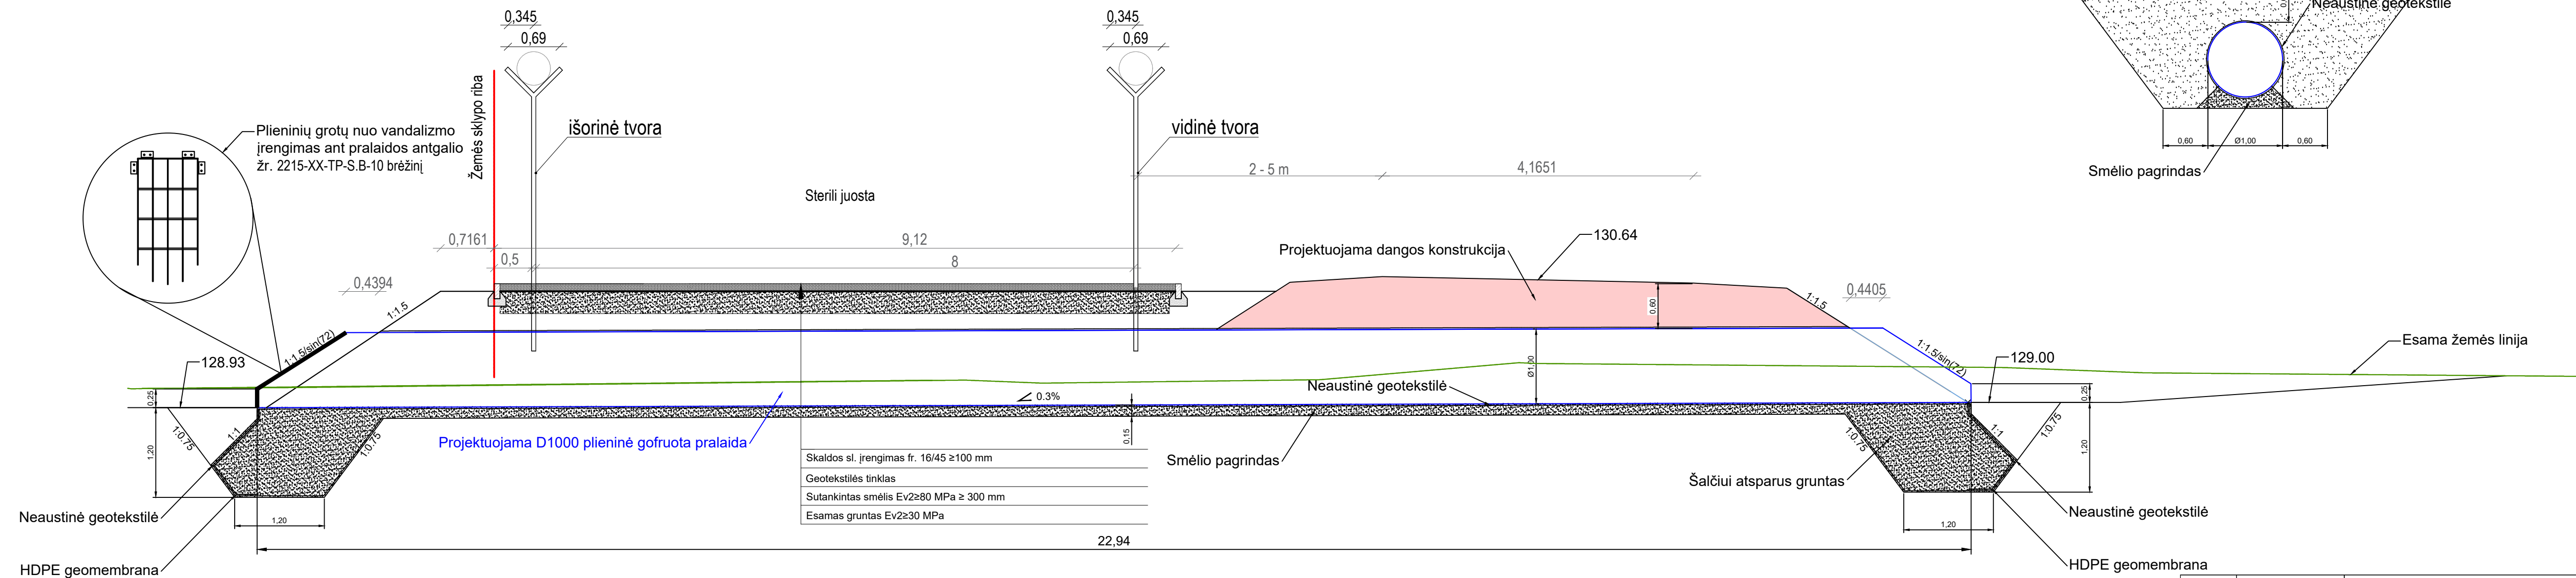 0,345
0,69
0,345
0,69
Neaustinė geotekstilė
Žemės sklypo riba
Plieninių grotų nuo vandalizmo
įrengimas ant pralaidos antgalio
žr. 2215-XX-TP-S.B-10 brėžinį
išorinė tvora
vidinė tvora
0,60
Ø1,00
0,60
Smėlio pagrindas
2 - 5 m
4,1651
Sterili juosta
0,7161
9,12
0,5
8
Projektuojama dangos konstrukcija
130.64
0,4394
0,4405
1:1.5
0,60
1:1.5
1:1.5/sin(72)
128.93
Ø1,00
1:1.5/sin(72)
129.00
Esama žemės linija
0,25
Neaustinė geotekstilė
0.3%
0,25
1:0.75
1:1
1,20
1:0.75
Projektuojama D1000 plieninė gofruota pralaida
0,15
Smėlio pagrindas
1:0.75
1:1
1:0.75
1,20
Šalčiui atsparus gruntas
Skaldos sl. įrengimas fr. 16/45 ≥100 mm
Geotekstilės tinklas
Sutankintas smėlis Ev2≥80 MPa ≥ 300 mm
Esamas gruntas Ev2≥30 MPa
Neaustinė geotekstilė
1,20
1,20
Neaustinė geotekstilė
22,94
HDPE geomembrana
HDPE geomembrana